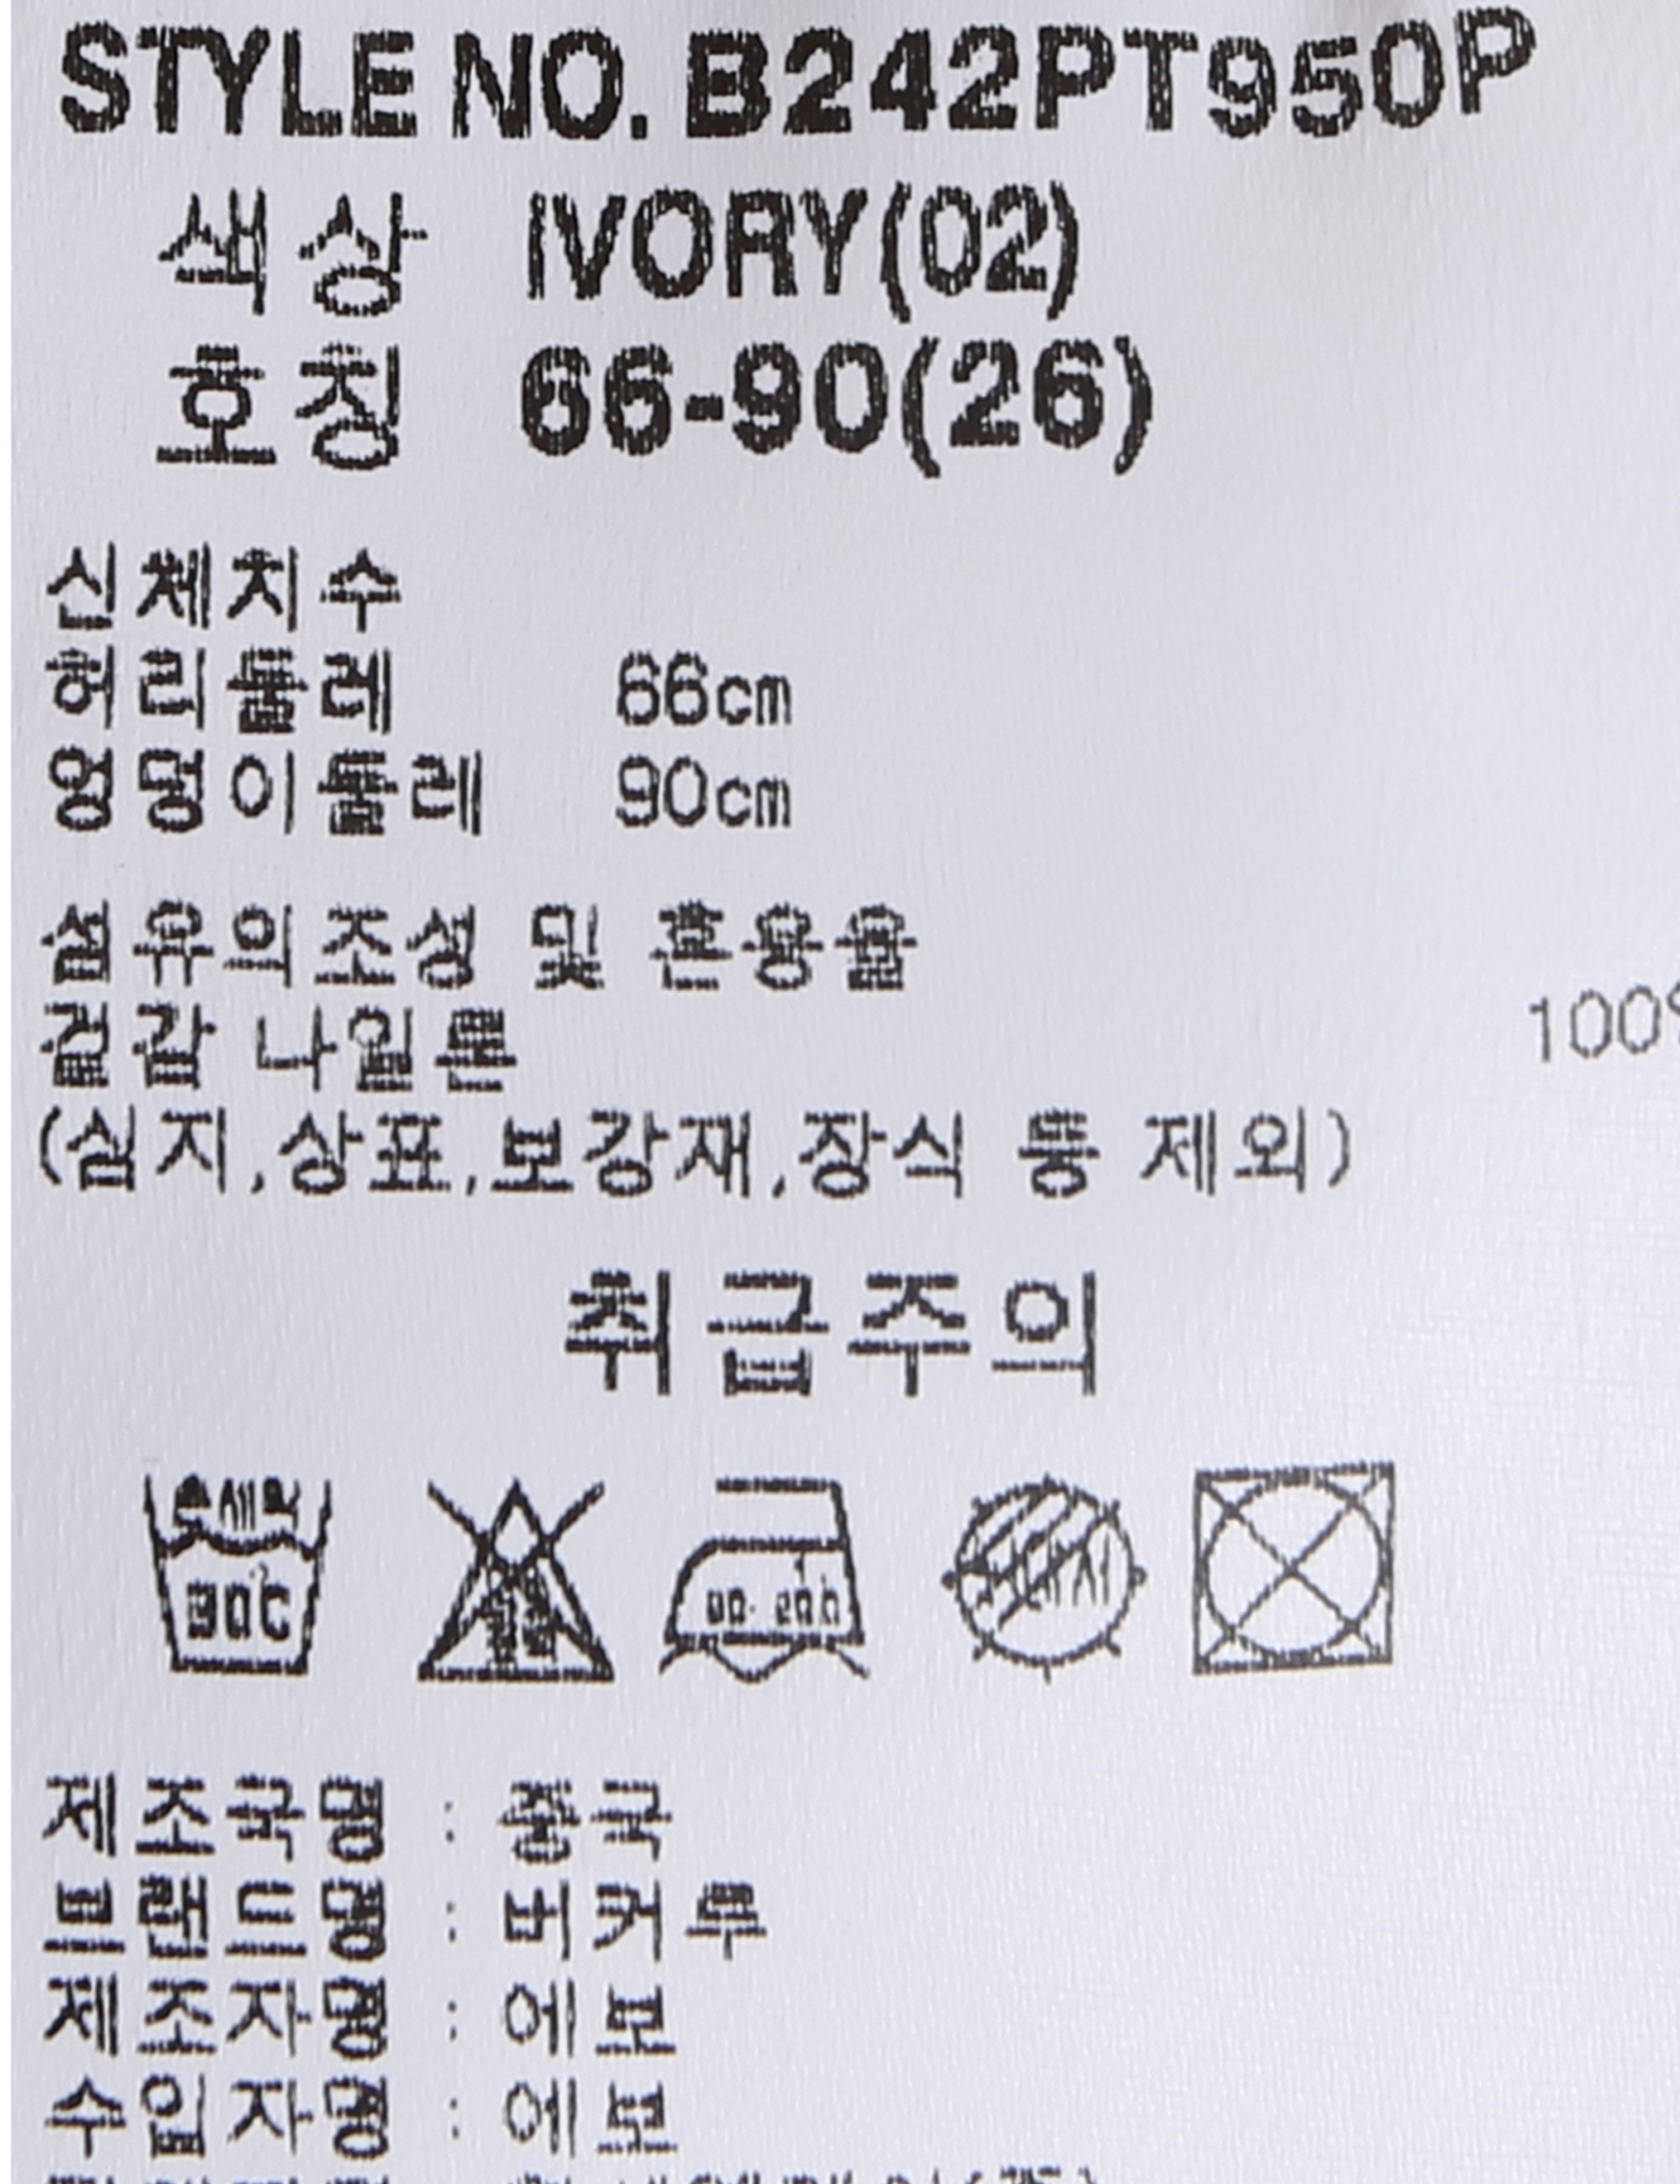 STYLE NO. B242PT950P
색상 IVORY(02)
호칭 66-90(26)
신체치수
허리둘레 66cm
엉덩이둘레 90cm
섬유의조성 및 혼용율
겉감 나일론 100%
(심지,상표,보강재,장식 등 제외)
취급주의
30℃
제조국명 : 중국
브랜드명 : 버커루
제조자명 : 에보
수입자명 : 에보